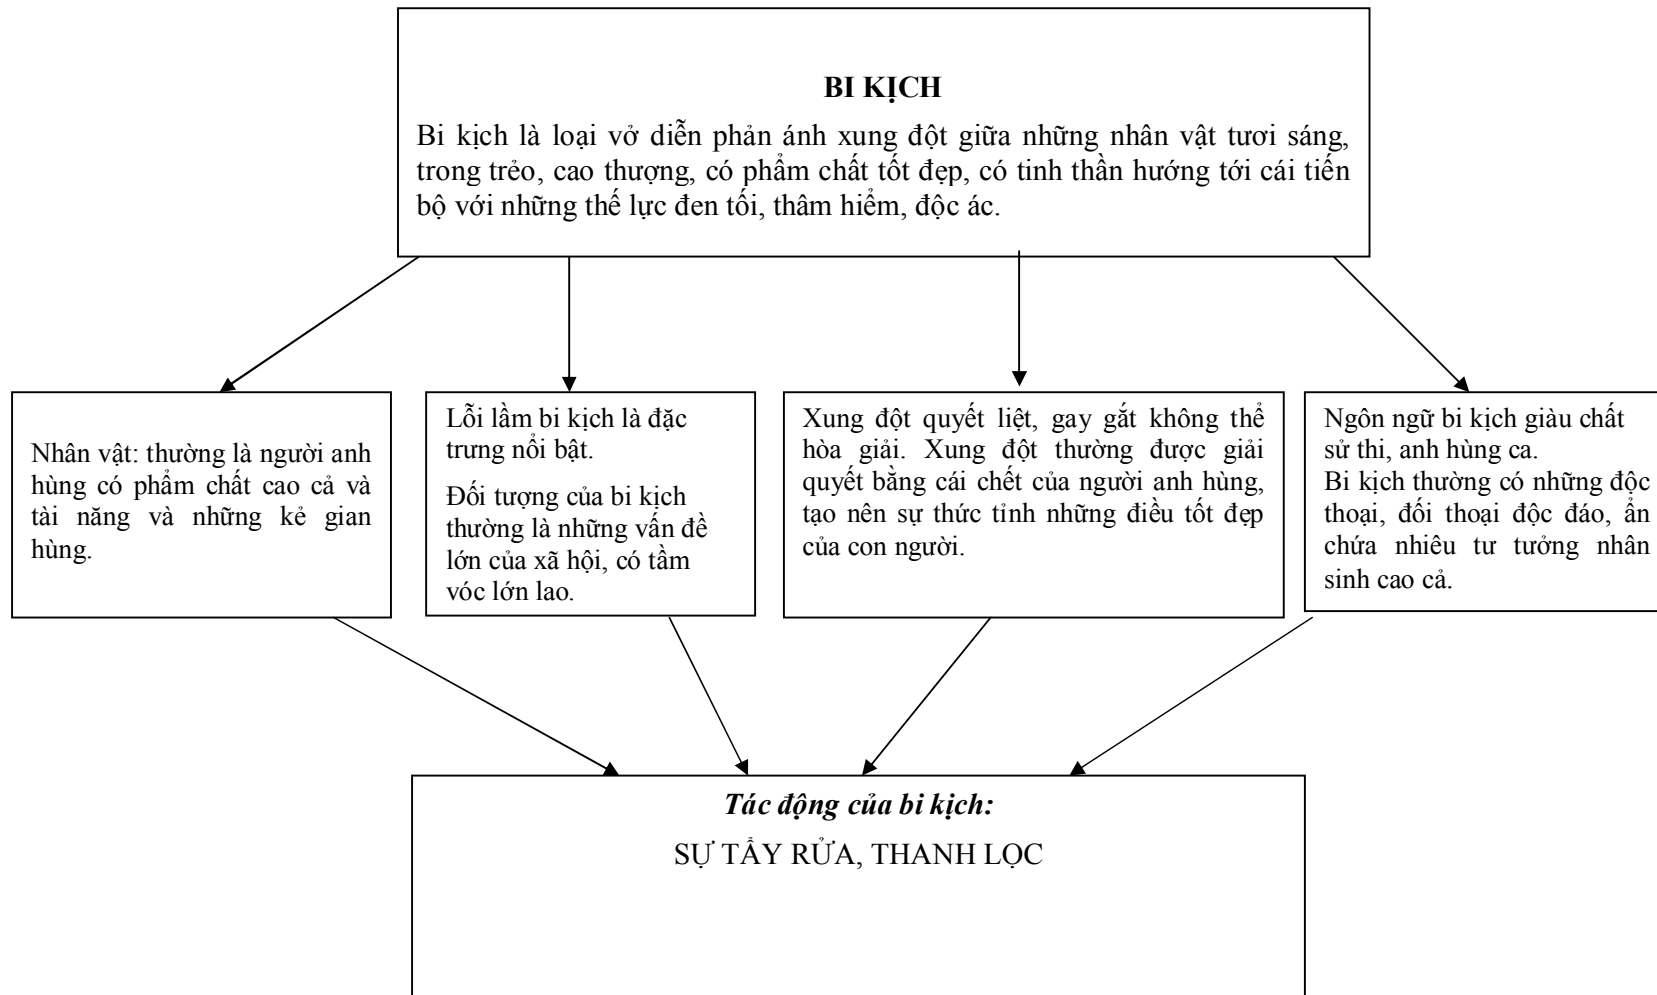 BI KỊCH
Bi kịch là loại vở diễn phản ánh xung đột giữa những nhân vật tươi sáng,
trong trẻo, cao thượng, có phẩm chất tốt đẹp, có tinh thần hướng tới cái tiến
bộ với những thế lực đen tối, thâm hiểm, độc ác.
Nhân vật: thường là người anh
hùng có phẩm chất cao cả và
tài năng và những kẻ gian
hùng.
Lỗi lầm bi kịch là đặc
trưng nổi bật.
Đối tượng của bi kịch
thường là những vấn đề
lớn của xã hội, có tầm
vóc lớn lao.
Xung đột quyết liệt, gay gắt không thể
hòa giải. Xung đột thường được giải
quyết bằng cái chết của người anh hùng,
tạo nên sự thức tỉnh những điều tốt đẹp
của con người.
Ngôn ngữ bi kịch giàu chất
sử thi, anh hùng ca.
Bi kịch thường có những độc
thoại, đối thoại độc đáo, ẩn
chứa nhiêu tư tưởng nhân
sinh cao cả.
Tác động của bi kịch:
SỰ TẨY RỬA, THANH LỌC